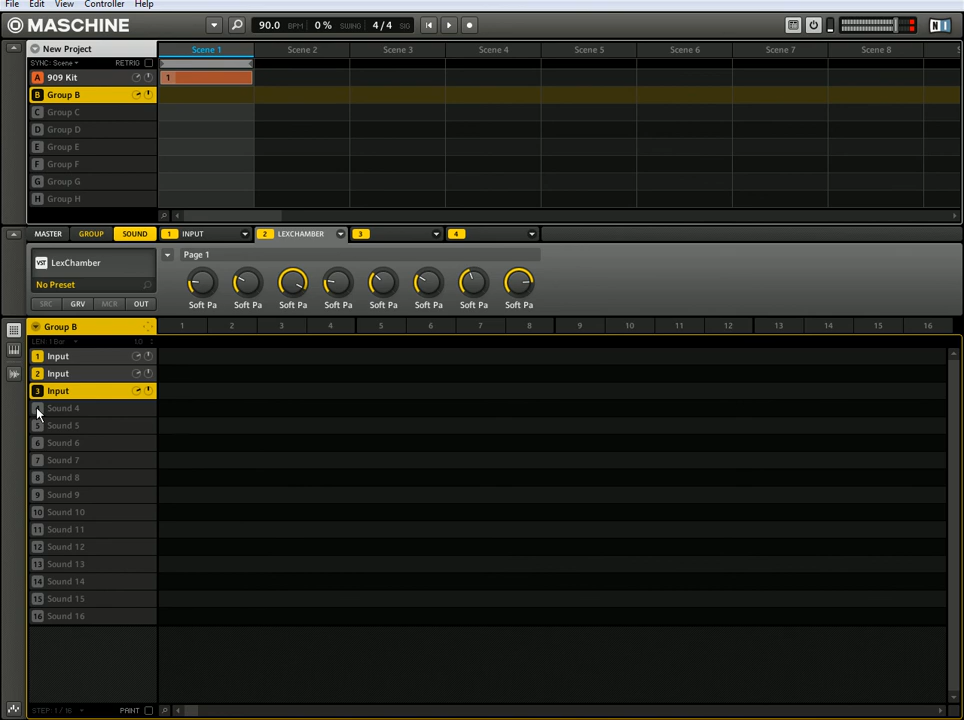 File Edit View Controller Help
MASCHINE 90.0 BPM 0 % SWING 4 / 4 SIG
New Project Scene 1 Scene 2 Scene 3 Scene 4 Scene 5 Scene 6 Scene 7 Scene 8
SYNC: Scene RETRIG
A 909 Kit 1
B Group B
C Group C
D Group D
E Group E
F Group F
G Group G
H Group H
MASTER GROUP SOUND 1 INPUT 2 LEXCHAMBER 3 4
Page 1
VST LexChamber
No Preset
SRC GRV MCR OUT Soft Pa Soft Pa Soft Pa Soft Pa Soft Pa Soft Pa Soft Pa Soft Pa
Group B 1 2 3 4 5 6 7 8 9 10 11 12 13 14 15 16
LEN: 1 Bar
1 Input
2 Input
3 Input
Sound 4
5 Sound 5
6 Sound 6
7 Sound 7
8 Sound 8
9 Sound 9
10 Sound 10
11 Sound 11
12 Sound 12
13 Sound 13
14 Sound 14
15 Sound 15
16 Sound 16
STEP: 1 / 16 PAINT